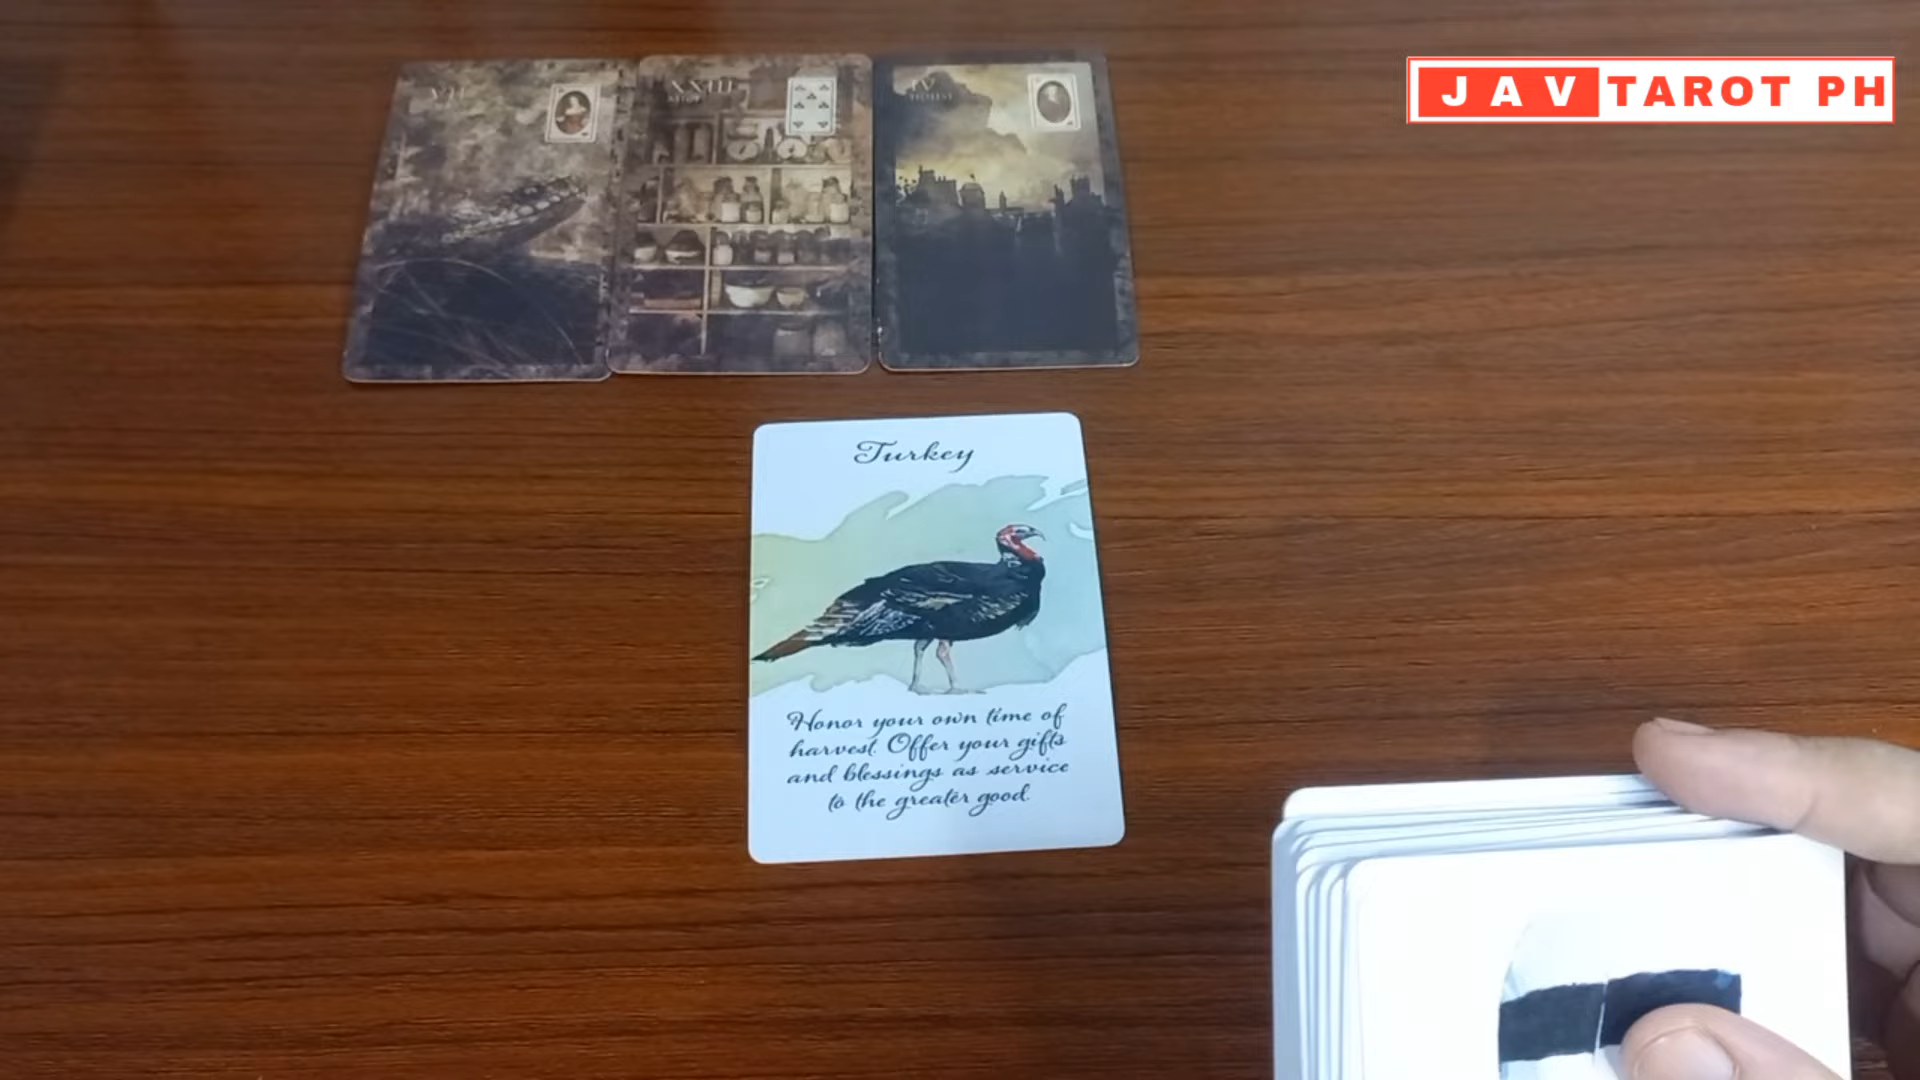 JAV TAROT PH
VII
XXIII
IV
Turkey
Honor your own time of
harvest. Offer your gifts
and blessings as service
to the greater good.